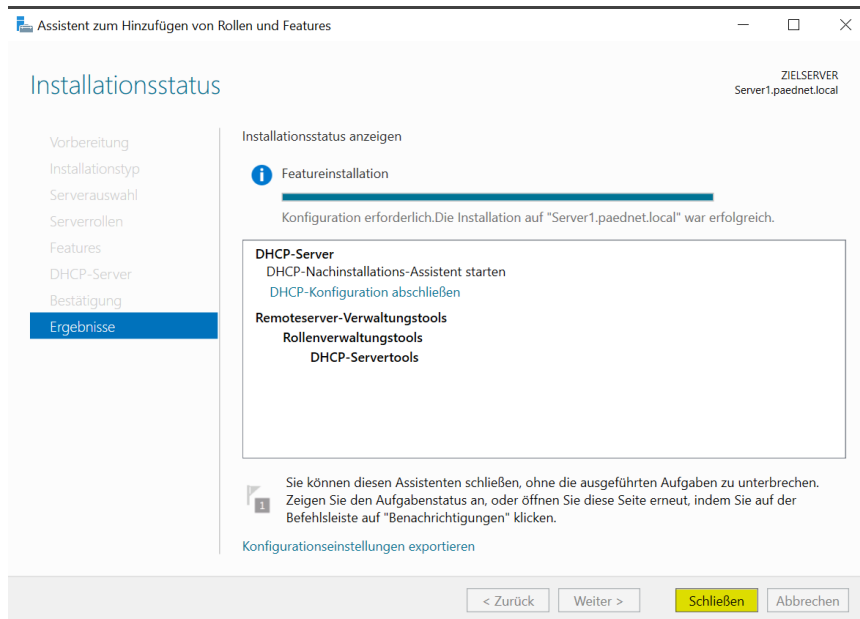 Assistent zum Hinzufügen von Rollen und Features
Installationsstatus
ZIELSERVER
Server1.paednet.local
Vorbereitung
Installationstyp
Serverauswahl
Serverrollen
Features
DHCP-Server
Bestätigung
Ergebnisse
Installationsstatus anzeigen
Featureinstallation
Konfiguration erforderlich.Die Installation auf "Server1.paednet.local" war erfolgreich.
DHCP-Server
DHCP-Nachinstallations-Assistent starten
DHCP-Konfiguration abschließen
Remoteserver-Verwaltungstools
Rollenverwaltungstools
DHCP-Servertools
Sie können diesen Assistenten schließen, ohne die ausgeführten Aufgaben zu unterbrechen.
Zeigen Sie den Aufgabenstatus an, oder öffnen Sie diese Seite erneut, indem Sie auf der
Befehlsleiste auf "Benachrichtigungen" klicken.
1
Konfigurationseinstellungen exportieren
< Zurück
Weiter >
Schließen
Abbrechen